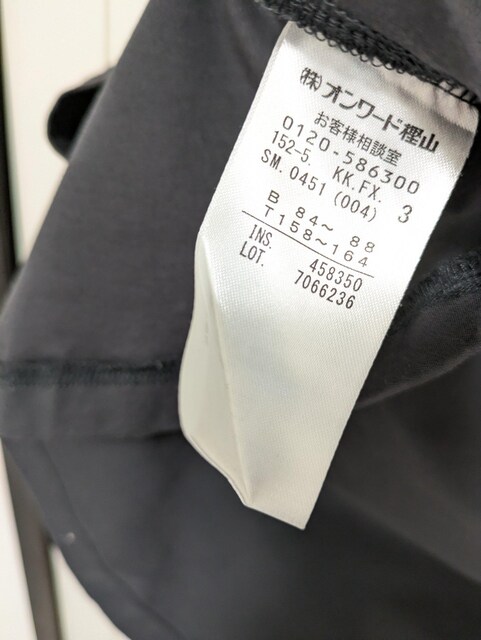 (株)オンワード樫山
お客様相談室
0120-586300
152-5. KK.FX. 3
SM. 0451 (004)
B 84～ 88
T 158～164
INS. 458350
LOT. 7066236